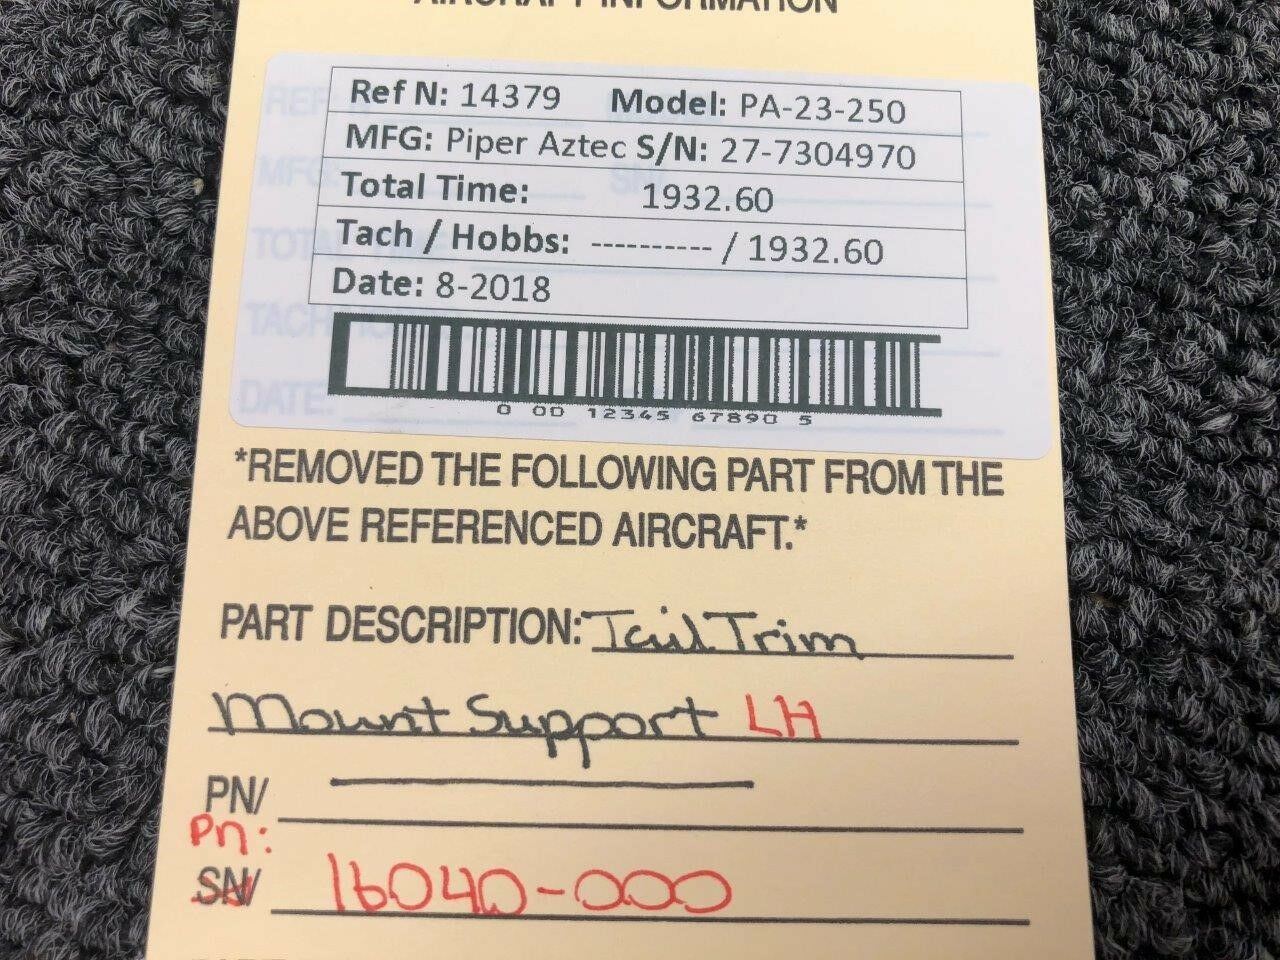 AIRCRAFT INFORMATION
Ref N: 14379 Model: PA-23-250
MFG: Piper Aztec S/N: 27-7304970
Total Time: 1932.60
Tach / Hobbs: ---------- / 1932.60
Date: 8-2018
0 00 12345 67890 5
*REMOVED THE FOLLOWING PART FROM THE
ABOVE REFERENCED AIRCRAFT.*
PART DESCRIPTION: Tail Trim
Mount Support LH
PN/
Pn:
SN/ 16040-000